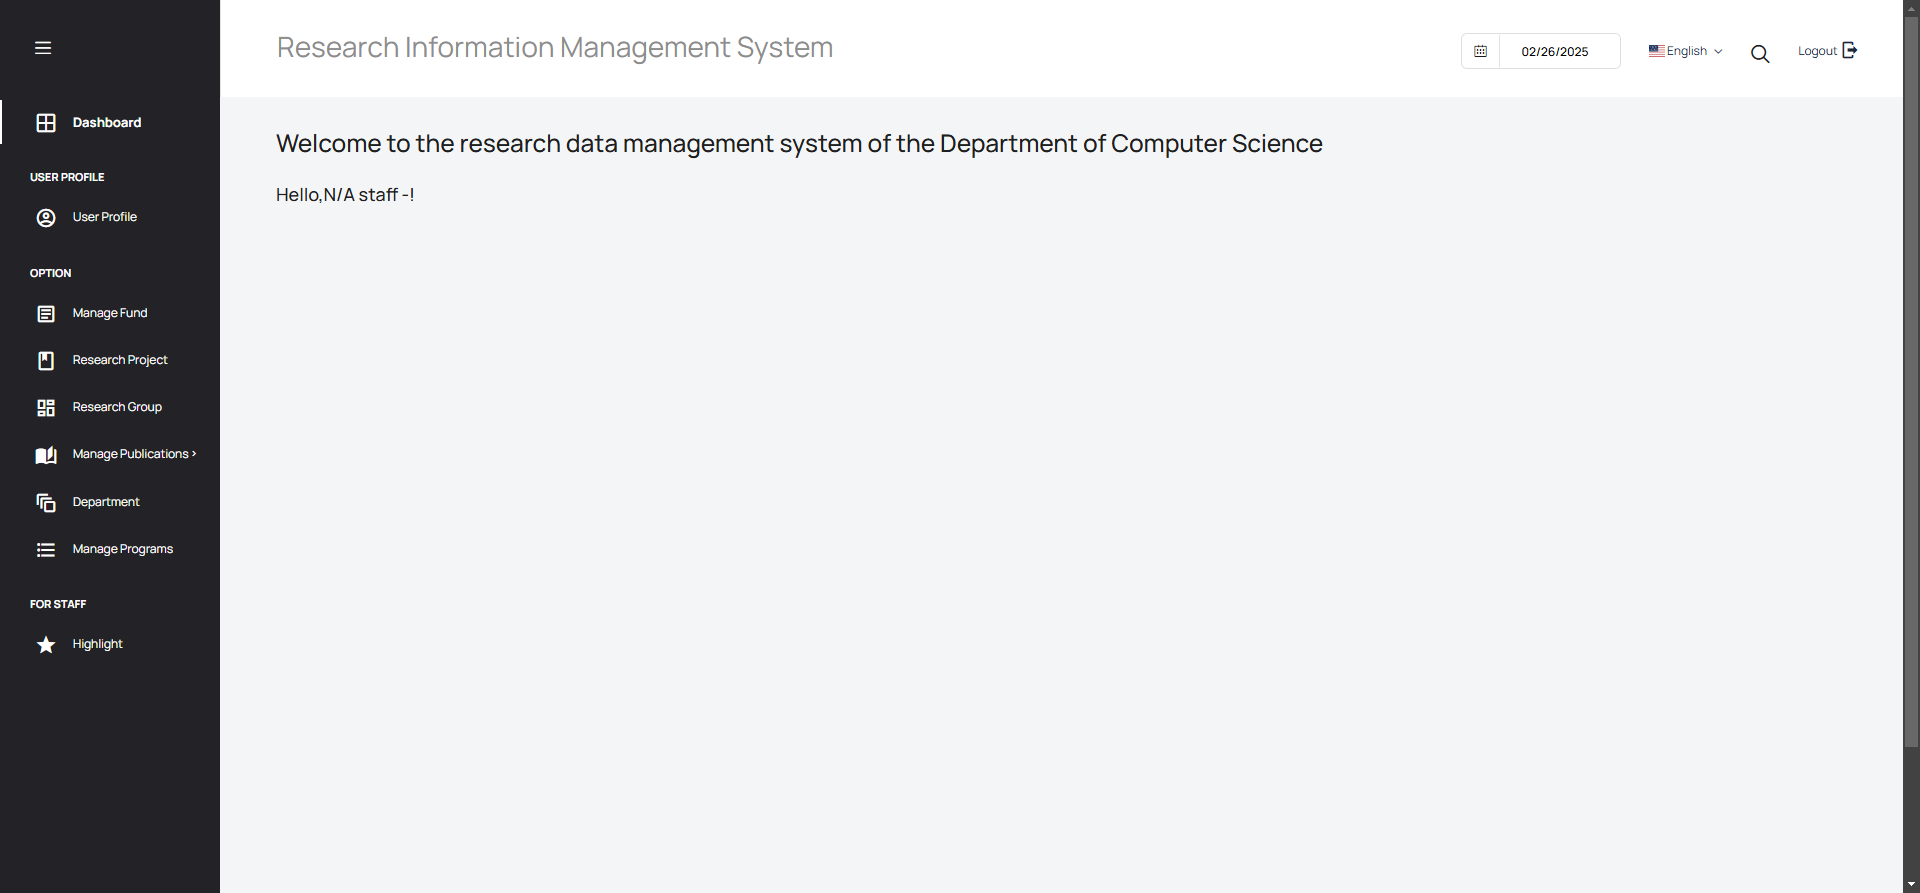 Research Information Management System
02/26/2025
English
Logout
Dashboard
USER PROFILE
User Profile
OPTION
Manage Fund
Research Project
Research Group
Manage Publications >
Department
Manage Programs
FOR STAFF
Highlight
Welcome to the research data management system of the Department of Computer Science
Hello,N/A staff -!